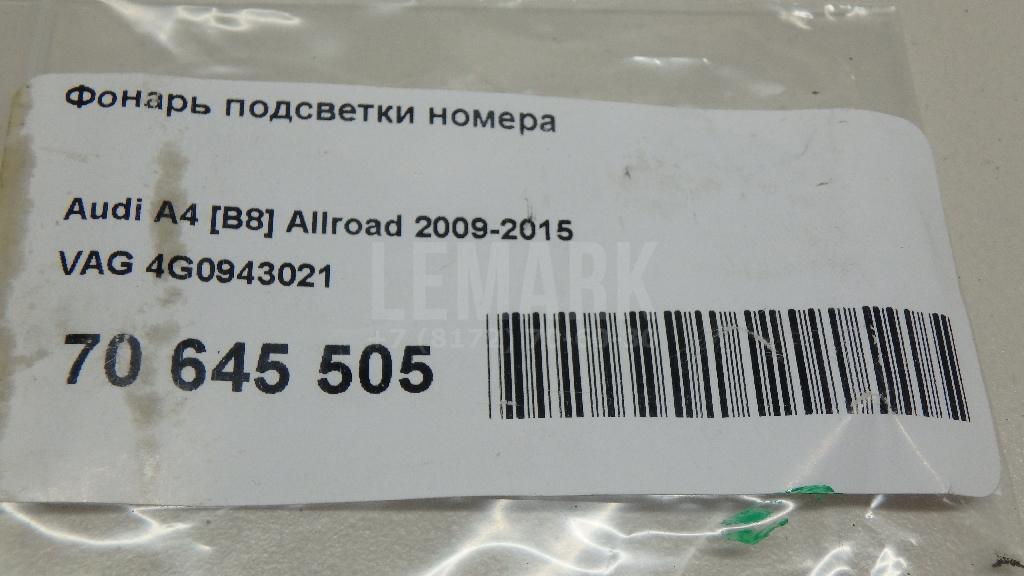 Фонарь подсветки номера
Audi A4 [B8] Allroad 2009-2015
VAG 4G0943021
LEMARK
70 645 505